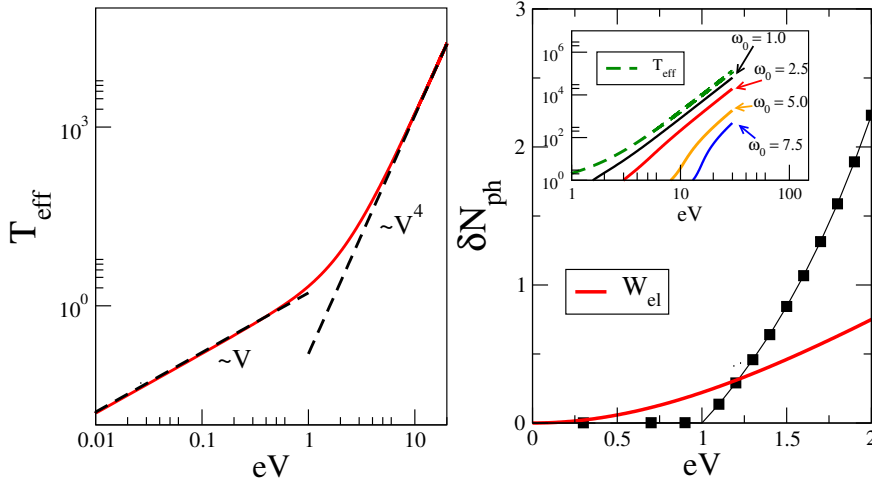 T_eff
10^3
10^0
~V^4
~V
0.01
0.1
1
10
eV
δN_ph
3
2
1
0
0
0.5
1
1.5
2
eV
W_el
10^6
10^4
10^2
10^0
T_eff
ω_0 = 1.0
ω_0 = 2.5
ω_0 = 5.0
ω_0 = 7.5
1
10
100
eV